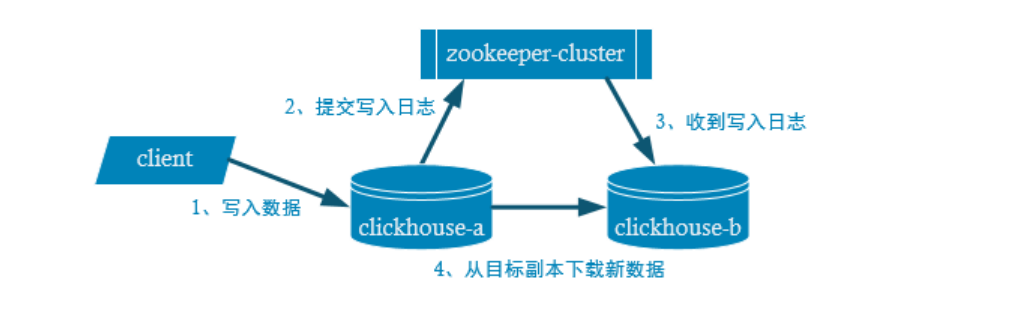 zookeeper-cluster
2、提交写入日志
3、收到写入日志
client
1、写入数据
clickhouse-a
clickhouse-b
4、从目标副本下载新数据